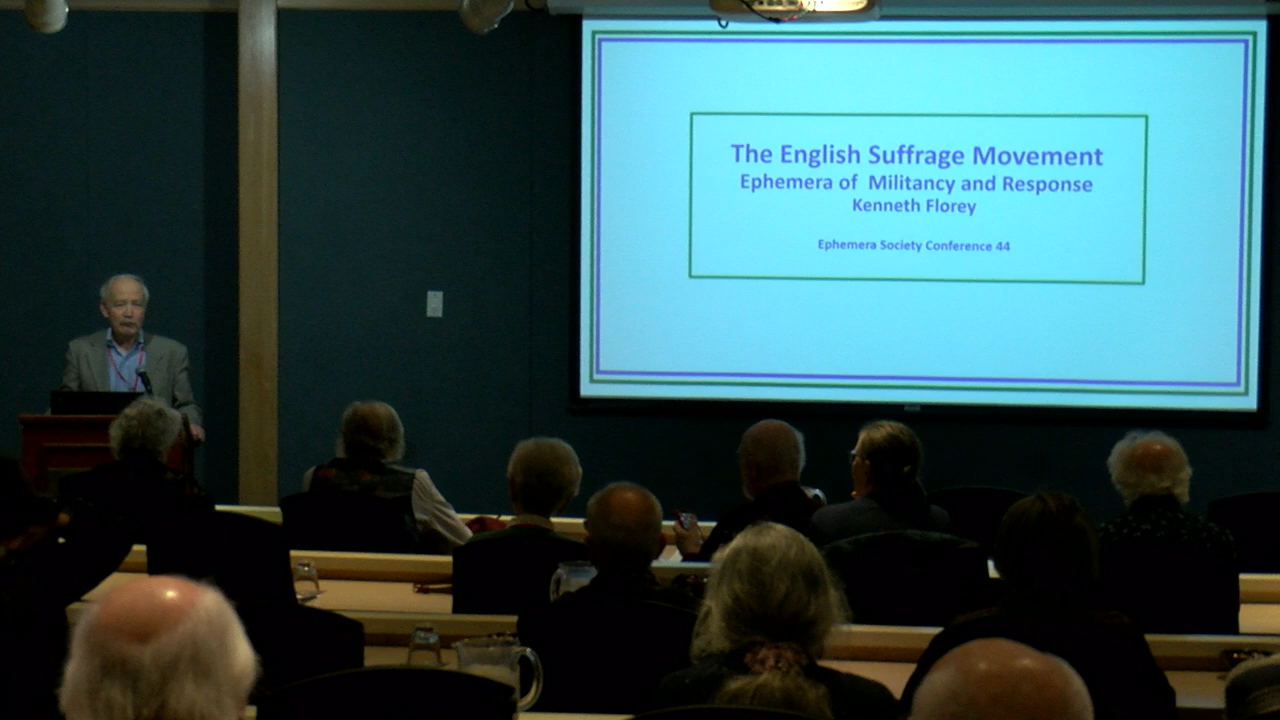 The English Suffrage Movement
Ephemera of Militancy and Response
Kenneth Florey
Ephemera Society Conference 44